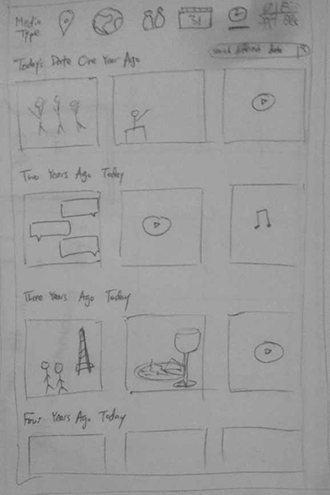 Media
Type
31
search different date
Today's Date One Year Ago
Two Years Ago Today
Three Years Ago Today
Four Years Ago Today